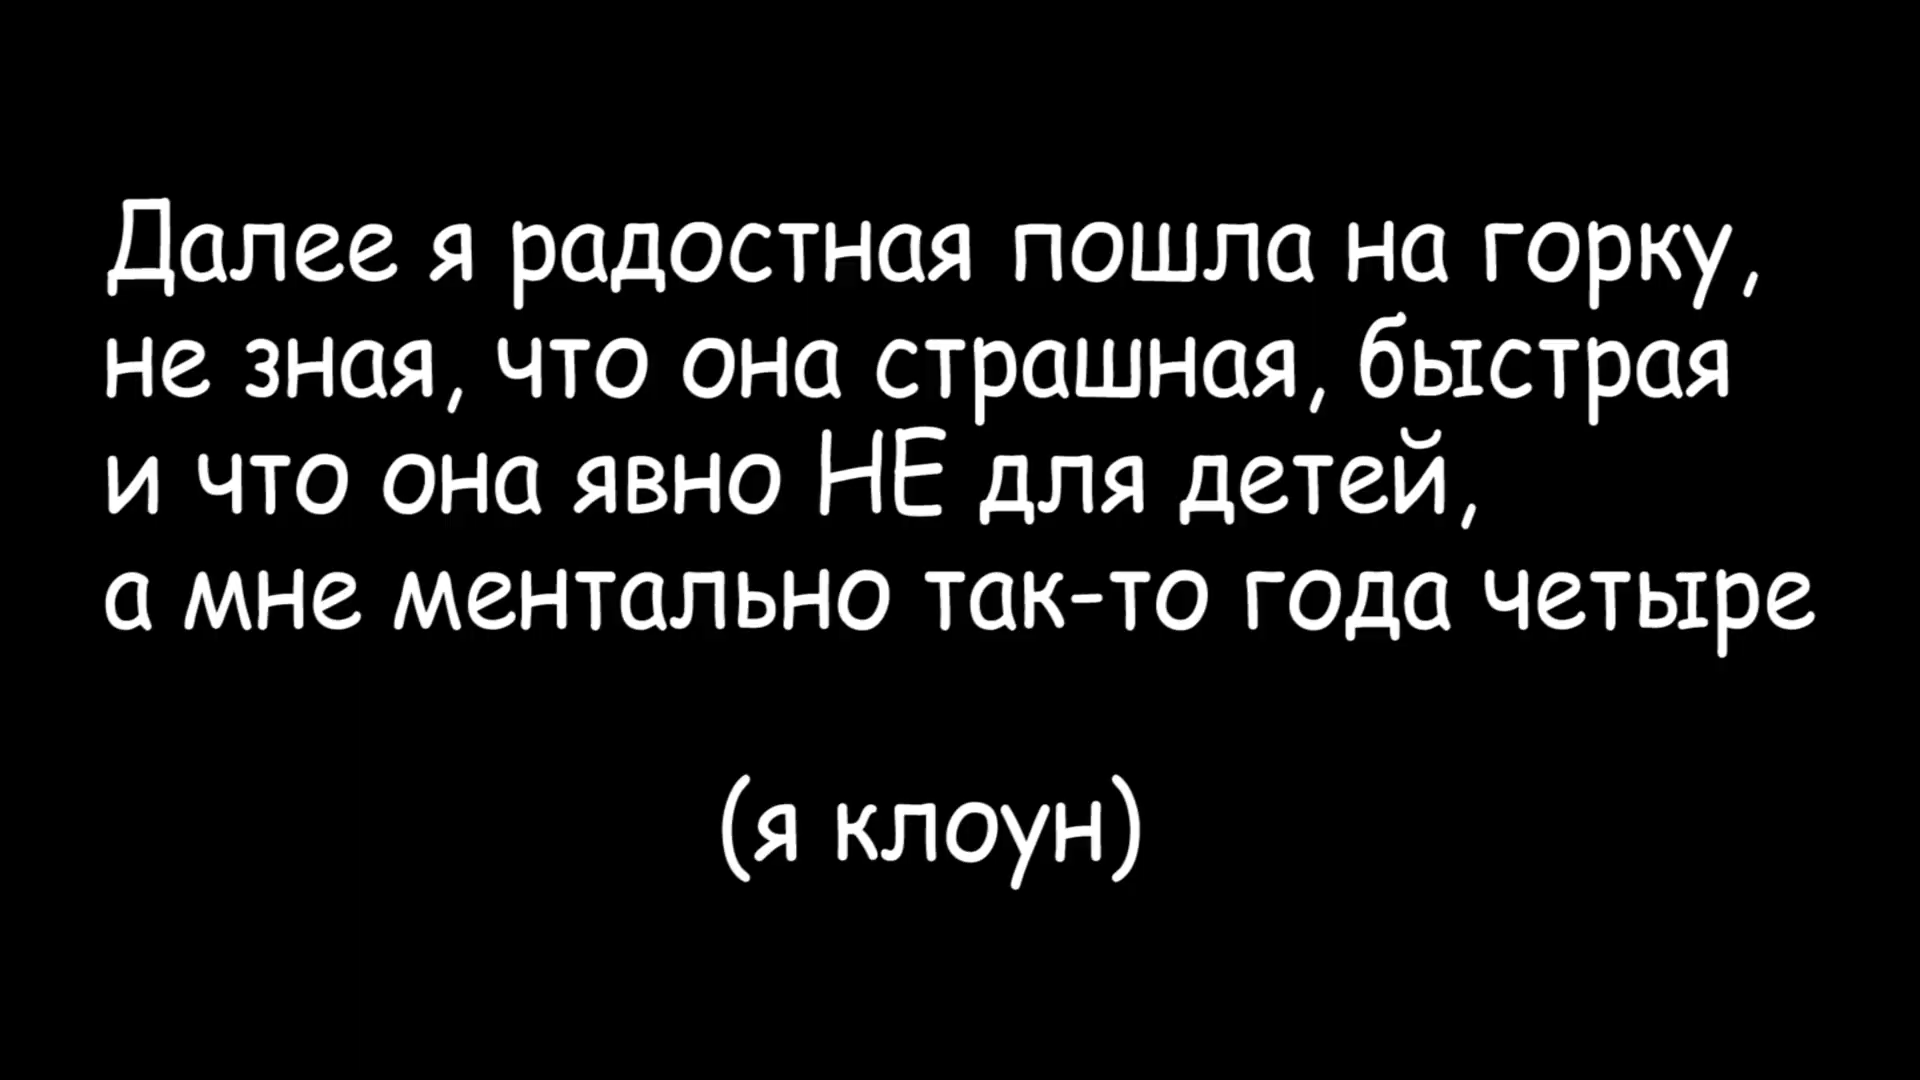 Далее я радостная пошла на горку,
не зная, что она страшная, быстрая
и что она явно НЕ для детей,
а мне ментально так-то года четыре
(я клоун)